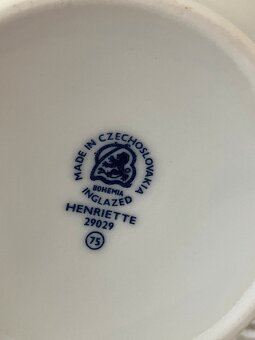 MADE IN CZECHOSLOVAKIA
BOHEMIA
INGLAZED
HENRIETTE
29029
75